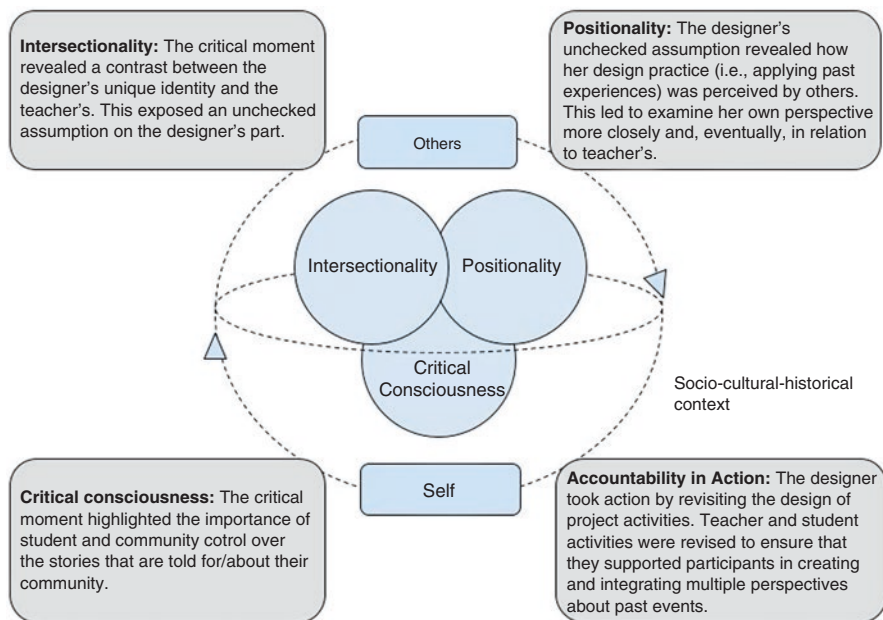 Intersectionality: The critical moment
revealed a contrast between the
designer's unique identity and the
teacher's. This exposed an unchecked
assumption on the designer's part.
Positionality: The designer's
unchecked assumption revealed how
her design practice (i.e., applying past
experiences) was perceived by others.
This led to examine her own perspective
more closely and, eventually, in relation
to teacher's.
Others
Intersectionality
Positionality
Critical
Consciousness
Socio-cultural-historical
context
Self
Critical consciousness: The critical
moment highlighted the importance of
student and community cotrol over
the stories that are told for/about their
community.
Accountability in Action: The designer
took action by revisiting the design of
project activities. Teacher and student
activities were revised to ensure that
they supported participants in creating
and integrating multiple perspectives
about past events.